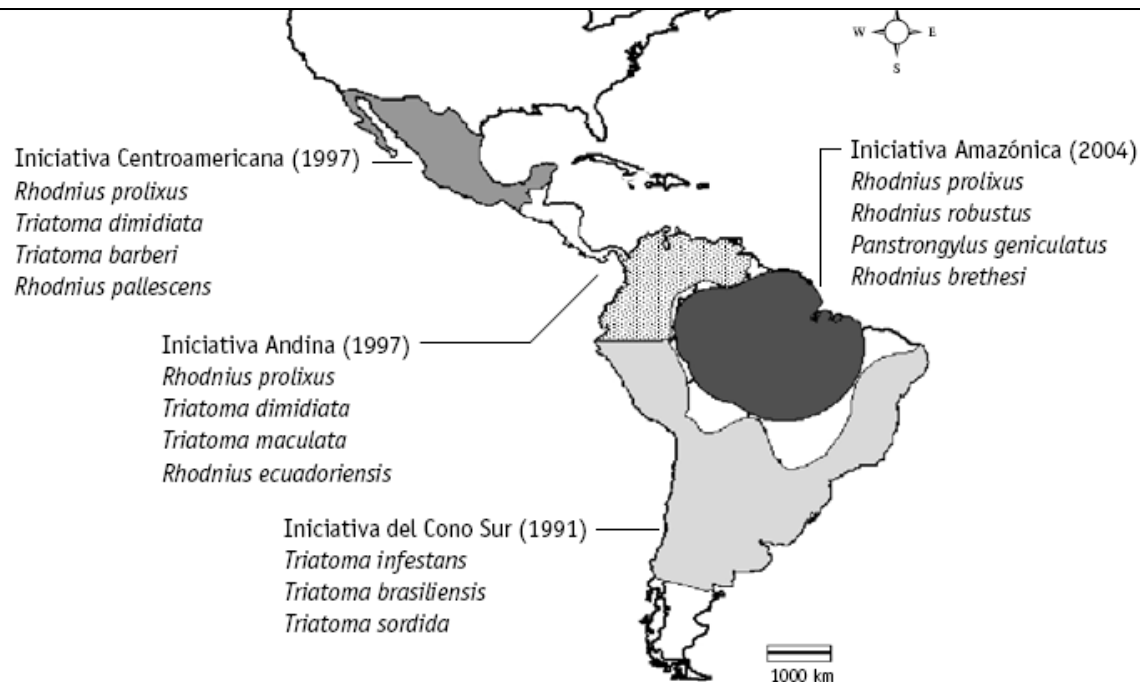 W E
S
Iniciativa Centroamericana (1997)
Rhodnius prolixus
Triatoma dimidiata
Triatoma barberi
Rhodnius pallescens
Iniciativa Amazónica (2004)
Rhodnius prolixus
Rhodnius robustus
Panstrongylus geniculatus
Rhodnius brethesi
Iniciativa Andina (1997)
Rhodnius prolixus
Triatoma dimidiata
Triatoma maculata
Rhodnius ecuadoriensis
Iniciativa del Cono Sur (1991)
Triatoma infestans
Triatoma brasiliensis
Triatoma sordida
1000 km